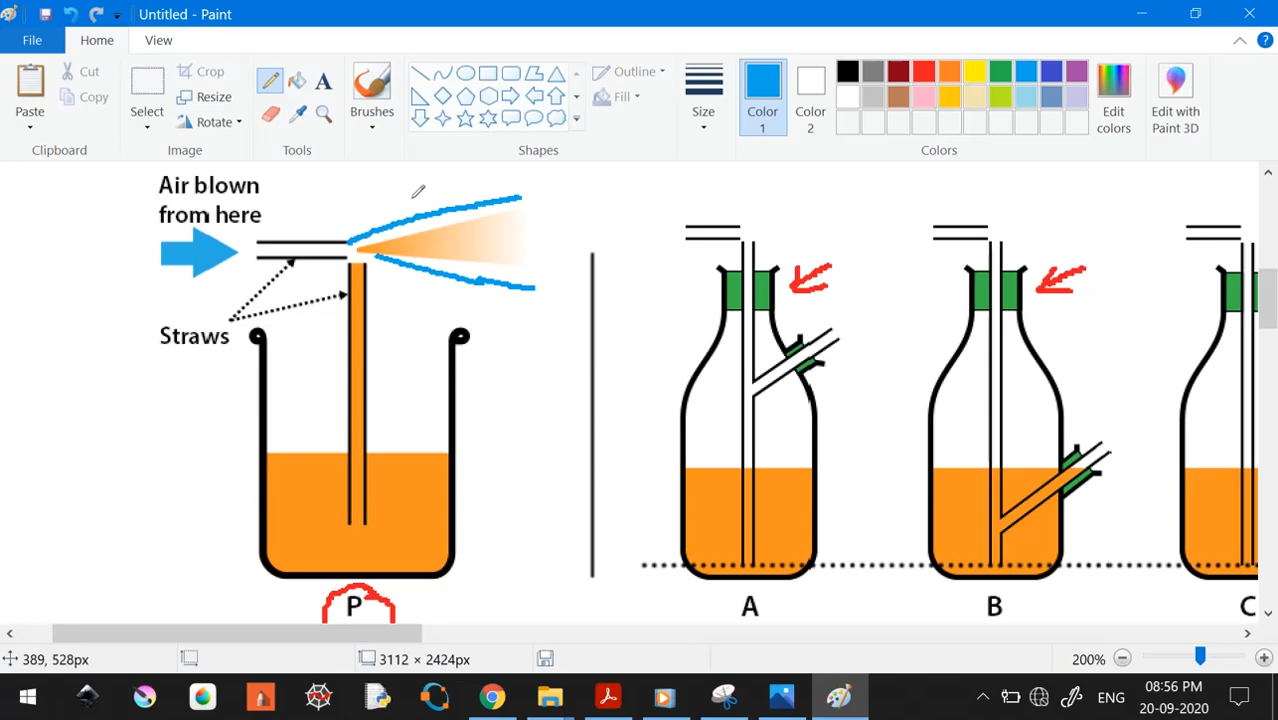 Untitled - Paint
File Home View
Cut
Copy
Paste
Crop
Resize
Rotate
Select
Brushes
Outline
Fill
Size
Color 1
Color 2
Edit colors
Edit with Paint 3D
Clipboard
Image
Tools
Shapes
Colors
Air blown
from here
Straws
P
A
B
C
389, 528px
3112 × 2424px
200%
ENG
08:56 PM
20-09-2020